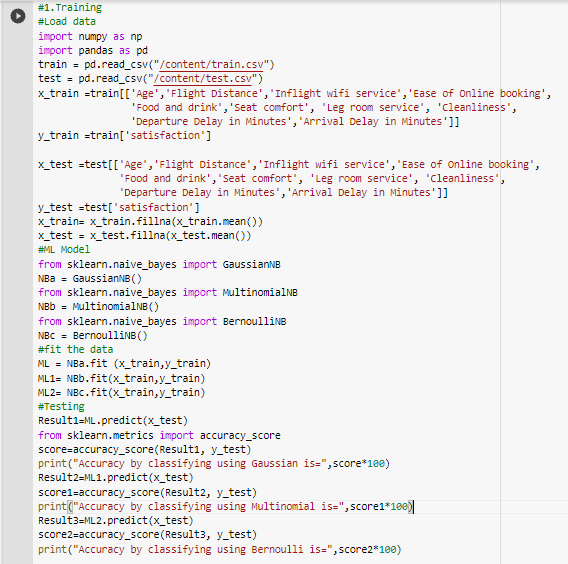 #1.Training
#Load data
import numpy as np
import pandas as pd
train = pd.read_csv("/content/train.csv")
test = pd.read_csv("/content/test.csv")
x_train =train[['Age','Flight Distance','Inflight wifi service','Ease of Online booking',
'Food and drink','Seat comfort', 'Leg room service', 'Cleanliness',
'Departure Delay in Minutes','Arrival Delay in Minutes']]
y_train =train['satisfaction']
x_test =test[['Age','Flight Distance','Inflight wifi service','Ease of Online booking',
'Food and drink','Seat comfort', 'Leg room service', 'Cleanliness',
'Departure Delay in Minutes','Arrival Delay in Minutes']]
y_test =test['satisfaction']
x_train= x_train.fillna(x_train.mean())
x_test = x_test.fillna(x_test.mean())
#ML Model
from sklearn.naive_bayes import GaussianNB
NBa = GaussianNB()
from sklearn.naive_bayes import MultinomialNB
NBb = MultinomialNB()
from sklearn.naive_bayes import BernoulliNB
NBc = BernoulliNB()
#fit the data
ML = NBa.fit (x_train,y_train)
ML1= NBb.fit(x_train,y_train)
ML2= NBc.fit(x_train,y_train)
#Testing
Result1=ML.predict(x_test)
from sklearn.metrics import accuracy_score
score=accuracy_score(Result1, y_test)
print("Accuracy by classifying using Gaussian is=",score*100)
Result2=ML1.predict(x_test)
score1=accuracy_score(Result2, y_test)
print("Accuracy by classifying using Multinomial is=",score1*100)
Result3=ML2.predict(x_test)
score2=accuracy_score(Result3, y_test)
print("Accuracy by classifying using Bernoulli is=",score2*100)